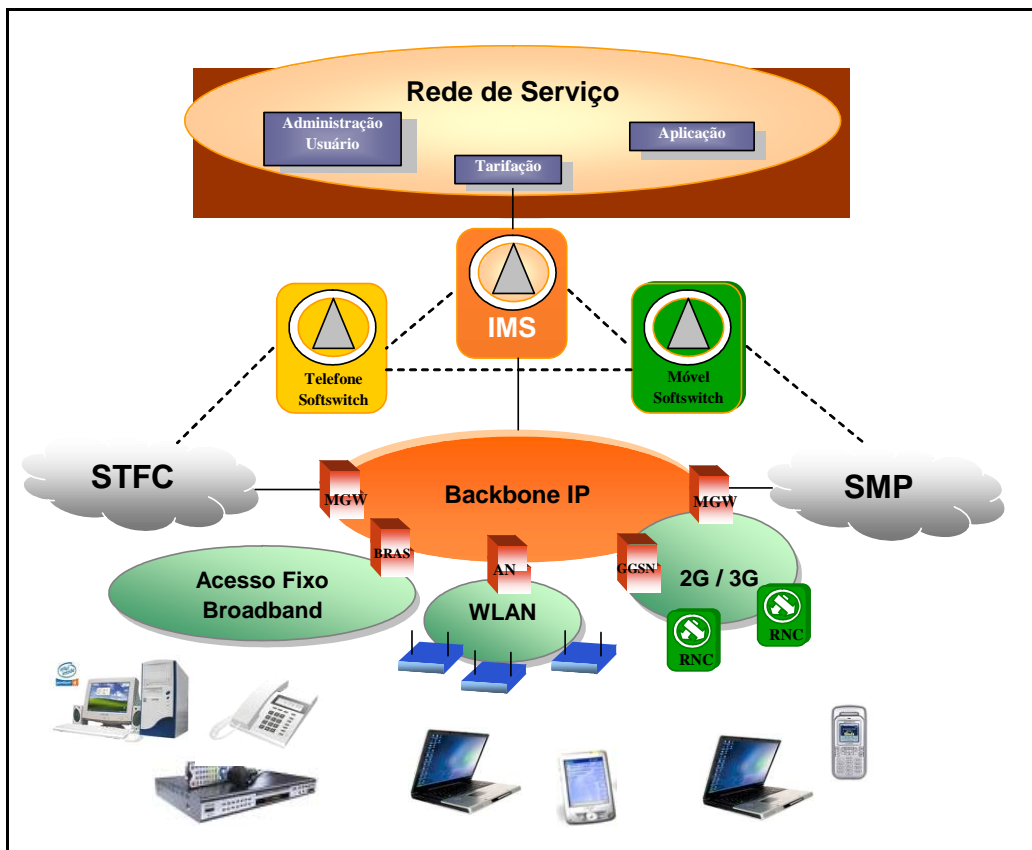 Rede de Serviço
Administração
Usuário
Aplicação
Tarifação
IMS
Telefone
Softswitch
Móvel
Softswitch
STFC
MGW
Backbone IP
MGW
SMP
BRAS
AN
GGSN
Acesso Fixo
Broadband
WLAN
2G / 3G
RNC
RNC